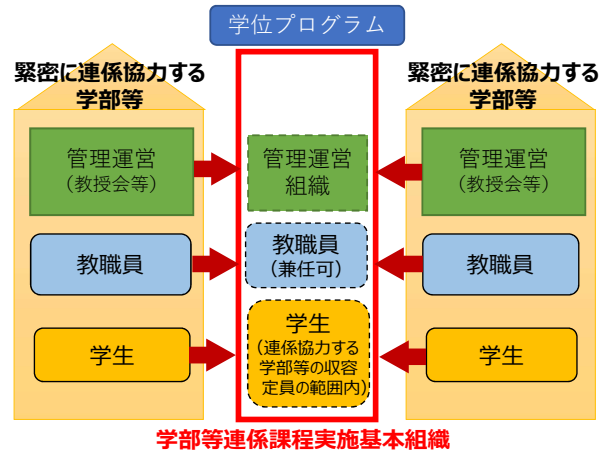 学位プログラム
緊密に連係協力する
学部等
管理運営
（教授会等）
教職員
学生
管理運営
組織
教職員
（兼任可）
学生
（連係協力する
学部等の収容
定員の範囲内）
緊密に連係協力する
学部等
管理運営
（教授会等）
教職員
学生
学部等連係課程実施基本組織